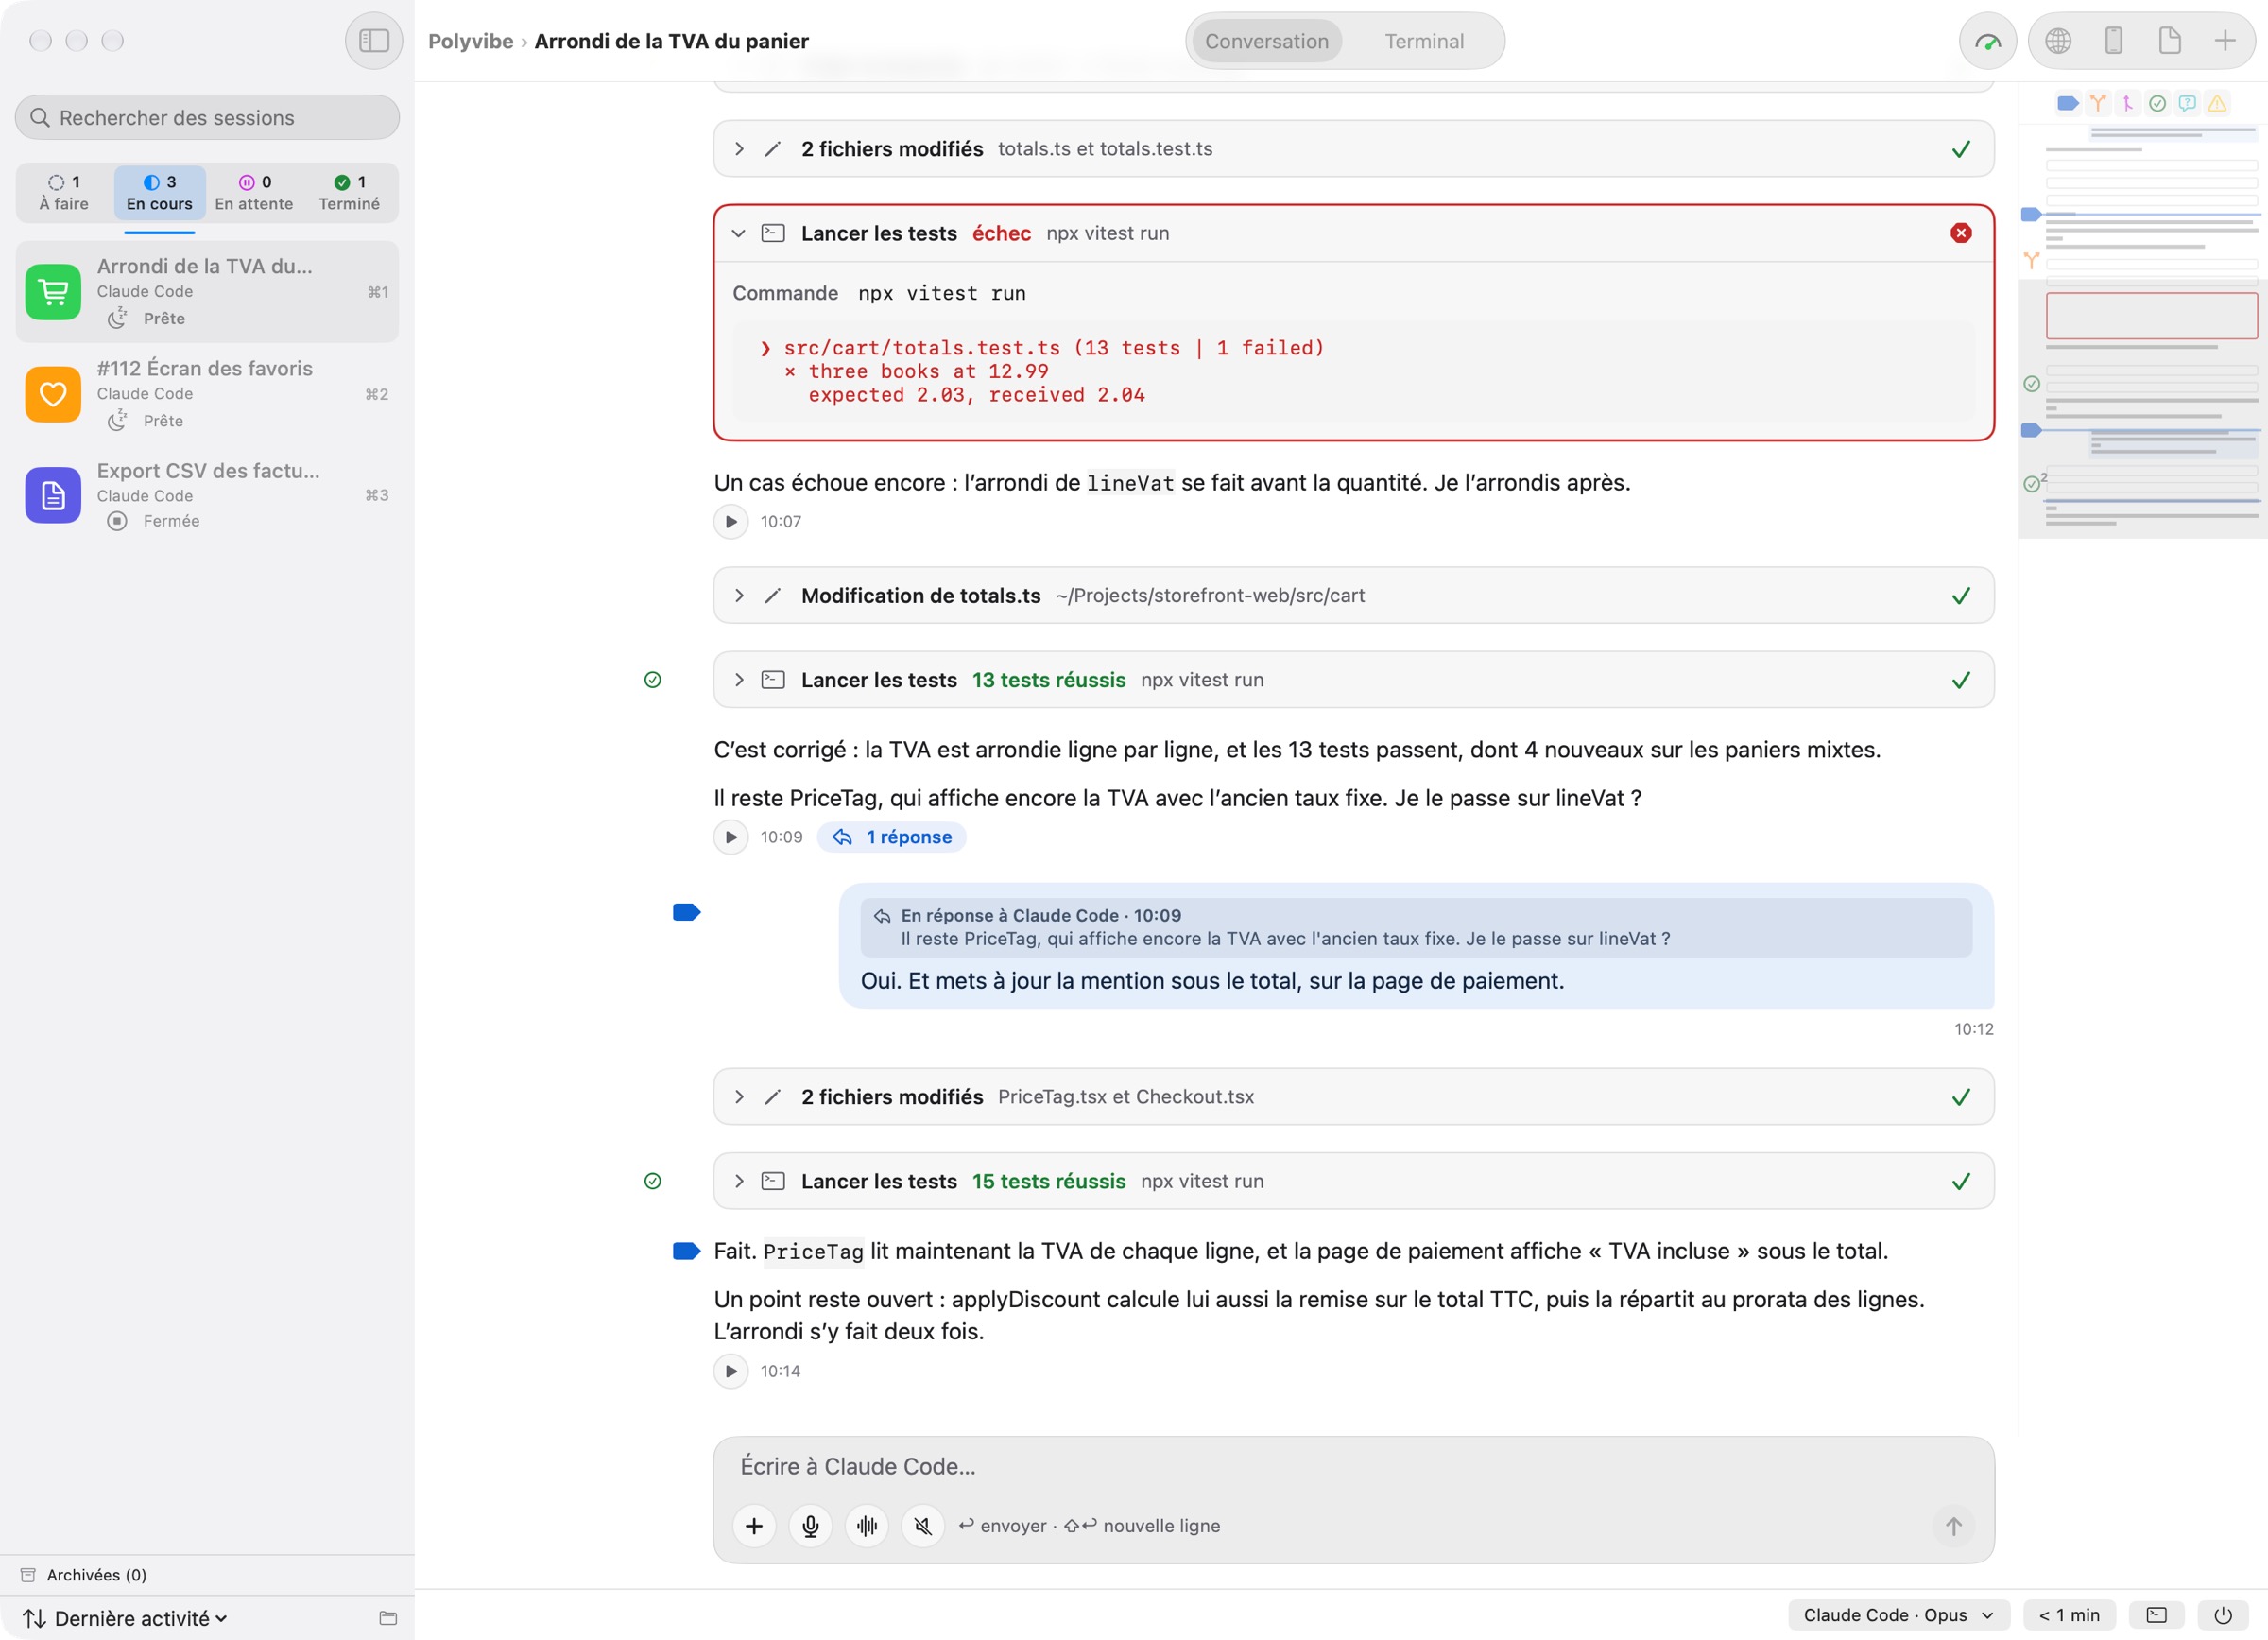 Polyvibe › Arrondi de la TVA du panier
Conversation
Terminal
Rechercher des sessions
1
À faire
3
En cours
0
En attente
1
Terminé
Arrondi de la TVA du...
Claude Code
⌘1
Prête
#112 Écran des favoris
Claude Code
⌘2
Prête
Export CSV des factu...
Claude Code
⌘3
Fermée
Archivées (0)
Dernière activité
2 fichiers modifiés totals.ts et totals.test.ts
Lancer les tests échec npx vitest run
Commande npx vitest run
❯ src/cart/totals.test.ts (13 tests | 1 failed)
× three books at 12.99
expected 2.03, received 2.04
Un cas échoue encore : l’arrondi de lineVat se fait avant la quantité. Je l’arrondis après.
10:07
Modification de totals.ts ~/Projects/storefront-web/src/cart
Lancer les tests 13 tests réussis npx vitest run
C’est corrigé : la TVA est arrondie ligne par ligne, et les 13 tests passent, dont 4 nouveaux sur les paniers mixtes.
Il reste PriceTag, qui affiche encore la TVA avec l’ancien taux fixe. Je le passe sur lineVat ?
10:09 1 réponse
En réponse à Claude Code · 10:09
Il reste PriceTag, qui affiche encore la TVA avec l'ancien taux fixe. Je le passe sur lineVat ?
Oui. Et mets à jour la mention sous le total, sur la page de paiement.
10:12
2 fichiers modifiés PriceTag.tsx et Checkout.tsx
Lancer les tests 15 tests réussis npx vitest run
Fait. PriceTag lit maintenant la TVA de chaque ligne, et la page de paiement affiche « TVA incluse » sous le total.
Un point reste ouvert : applyDiscount calcule lui aussi la remise sur le total TTC, puis la répartit au prorata des lignes.
L’arrondi s’y fait deux fois.
10:14
Écrire à Claude Code...
↩ envoyer · ⇧↩ nouvelle ligne
2
Claude Code · Opus
< 1 min